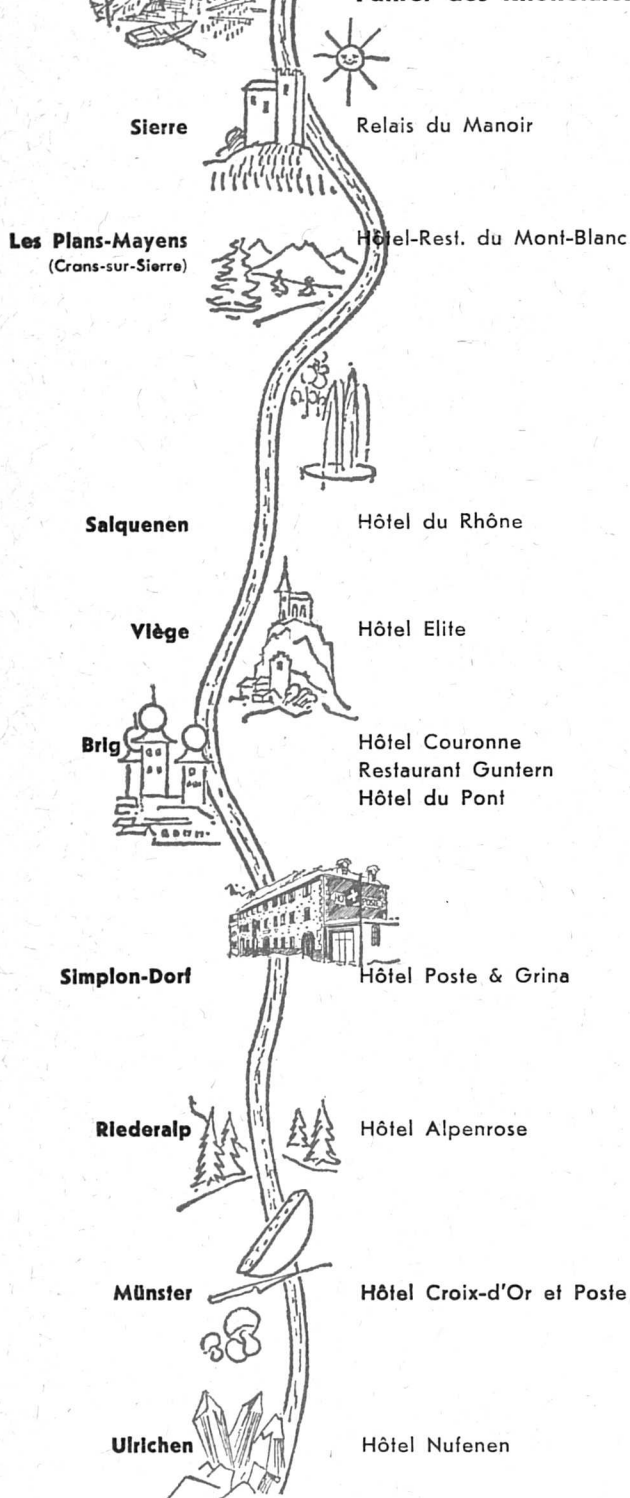 Sierre Relais du Manoir
Les Plans-Mayens Hôtel-Rest. du Mont-Blanc
(Crans-sur-Sierre)
Salquenen Hôtel du Rhône
Viège Hôtel Elite
Brig Hôtel Couronne
Restaurant Guntern
Hôtel du Pont
Simplon-Dorf Hôtel Poste & Grina
Riederalp Hôtel Alpenrose
Münster Hôtel Croix-d'Or et Poste
Ulrichen Hôtel Nufenen